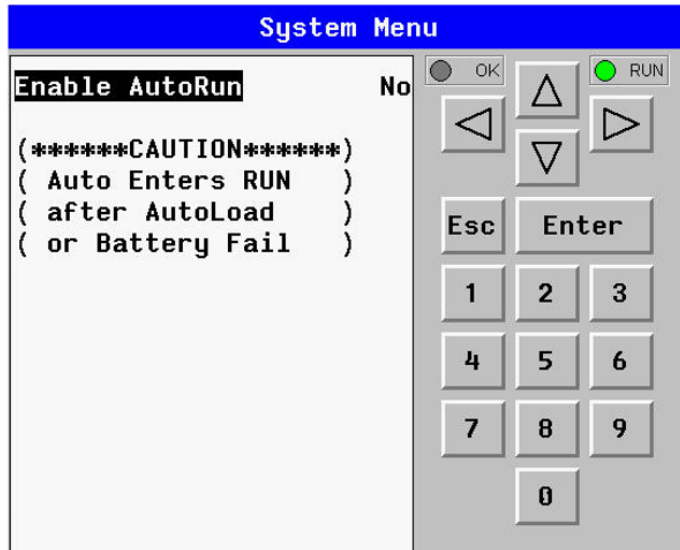 System Menu
Enable AutoRun No
(******CAUTION******)
( Auto Enters RUN )
( after AutoLoad )
( or Battery Fail )
OK
RUN
Esc Enter
1 2 3
4 5 6
7 8 9
0